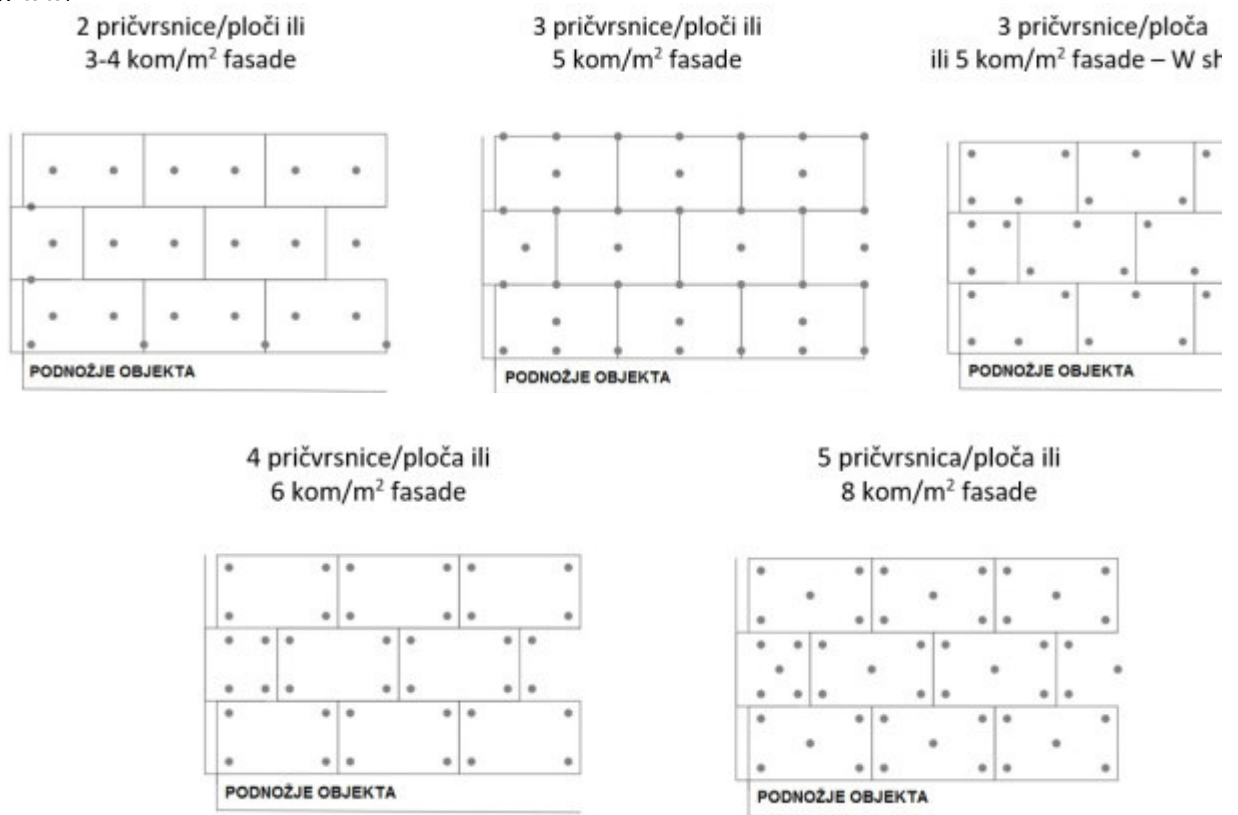 2 pričvrsnice/ploči ili
3-4 kom/m² fasade
3 pričvrsnice/ploči ili
5 kom/m² fasade
3 pričvrsnice/ploča
ili 5 kom/m² fasade – W sh
PODNOŽJE OBJEKTA
PODNOŽJE OBJEKTA
PODNOŽJE OBJEKTA
4 pričvrsnice/ploča ili
6 kom/m² fasade
5 pričvrsnica/ploča ili
8 kom/m² fasade
PODNOŽJE OBJEKTA
PODNOŽJE OBJEKTA